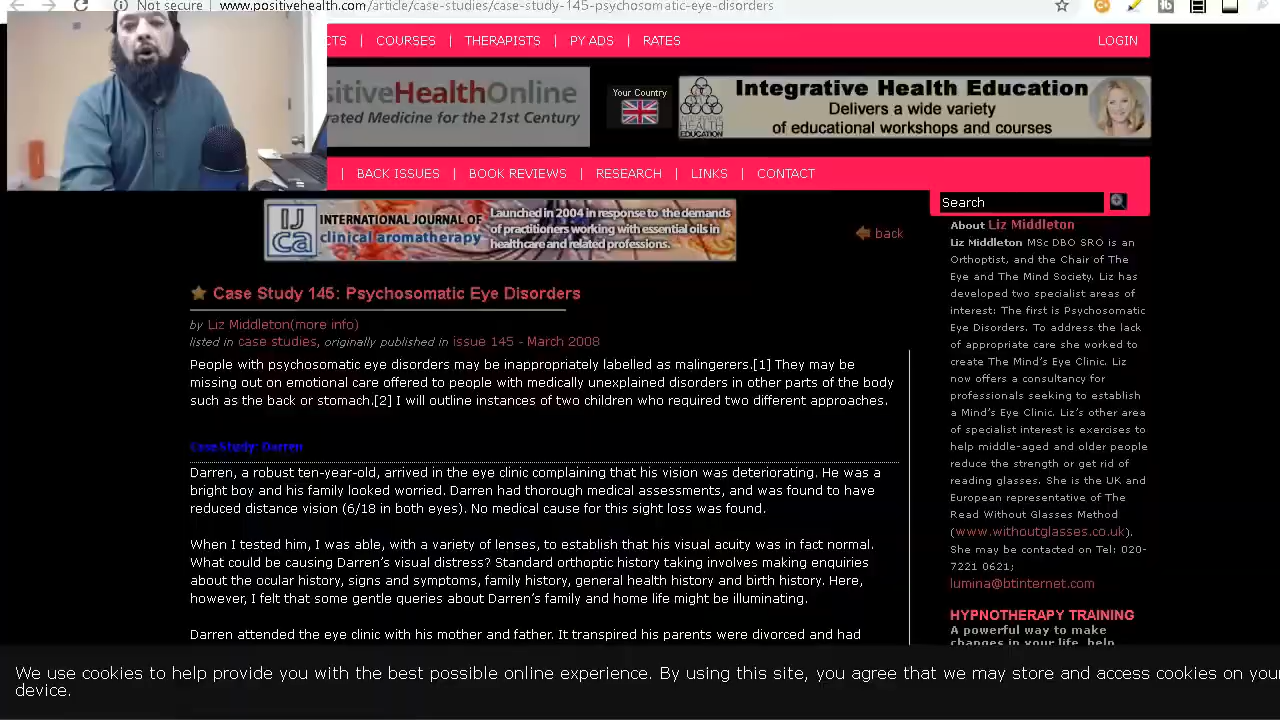 Not secure
www.positivehealth.com/article/case-studies/case-study-145-psychosomatic-eye-disorders
CTS | COURSES | THERAPISTS | PY ADS | RATES
LOGIN
sitiveHealthOnline
rated Medicine for the 21st Century
Your Country
HEALTH
EDUCATION
Integrative Health Education
Delivers a wide variety
of educational workshops and courses
| BACK ISSUES | BOOK REVIEWS | RESEARCH | LINKS | CONTACT
Search
IJ
ca
INTERNATIONAL JOURNAL OF
clinical aromatherapy
Launched in 2004 in response to the demands
of practitioners working with essential oils in
healthcare and related professions.
back
Case Study 145: Psychosomatic Eye Disorders
by Liz Middleton(more info)
listed in case studies, originally published in issue 145 - March 2008
People with psychosomatic eye disorders may be inappropriately labelled as malingerers.[1] They may be
missing out on emotional care offered to people with medically unexplained disorders in other parts of the body
such as the back or stomach.[2] I will outline instances of two children who required two different approaches.
Case Study: Darren
Darren, a robust ten-year-old, arrived in the eye clinic complaining that his vision was deteriorating. He was a
bright boy and his family looked worried. Darren had thorough medical assessments, and was found to have
reduced distance vision (6/18 in both eyes). No medical cause for this sight loss was found.
When I tested him, I was able, with a variety of lenses, to establish that his visual acuity was in fact normal.
What could be causing Darren's visual distress? Standard orthoptic history taking involves making enquiries
about the ocular history, signs and symptoms, family history, general health history and birth history. Here,
however, I felt that some gentle queries about Darren's family and home life might be illuminating.
Darren attended the eye clinic with his mother and father. It transpired his parents were divorced and had
About Liz Middleton
Liz Middleton MSc DBO SRO is an
Orthoptist, and the Chair of The
Eye and The Mind Society. Liz has
developed two specialist areas of
interest: The first is Psychosomatic
Eye Disorders. To address the lack
of appropriate care she worked to
create The Mind's Eye Clinic. Liz
now offers a consultancy for
professionals seeking to establish
a Mind's Eye Clinic. Liz's other area
of specialist interest is exercises to
help middle-aged and older people
reduce the strength or get rid of
reading glasses. She is the UK and
European representative of The
Read Without Glasses Method
(www.withoutglasses.co.uk).
She may be contacted on Tel: 020-
7221 0621;
lumina@btinternet.com
HYPNOTHERAPY TRAINING
A powerful way to make
changes in your life, help
We use cookies to help provide you with the best possible online experience. By using this site, you agree that we may store and access cookies on you
device.